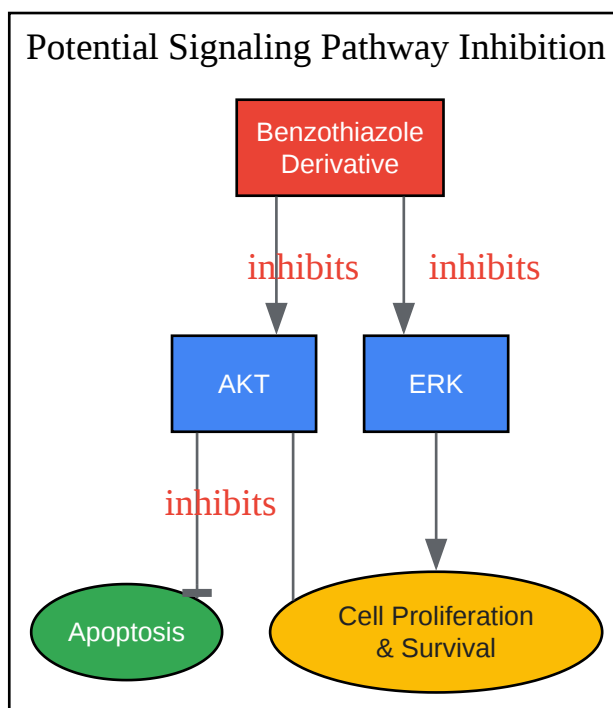 Potential Signaling Pathway Inhibition
Benzothiazole
Derivative
inhibits
inhibits
AKT
ERK
inhibits
Apoptosis
Cell Proliferation
& Survival